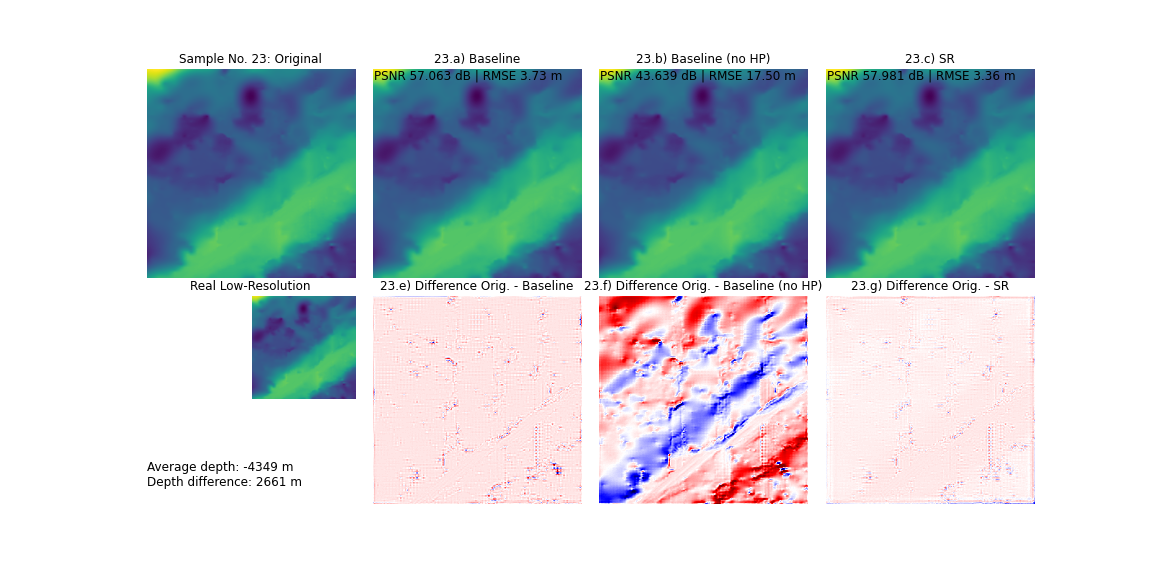 Sample No. 23: Original
23.a) Baseline
23.b) Baseline (no HP)
23.c) SR
PSNR 57.063 dB | RMSE 3.73 m
PSNR 43.639 dB | RMSE 17.50 m
PSNR 57.981 dB | RMSE 3.36 m
Real Low-Resolution
23.e) Difference Orig. - Baseline
23.f) Difference Orig. - Baseline (no HP)
23.g) Difference Orig. - SR
Average depth: -4349 m
Depth difference: 2661 m